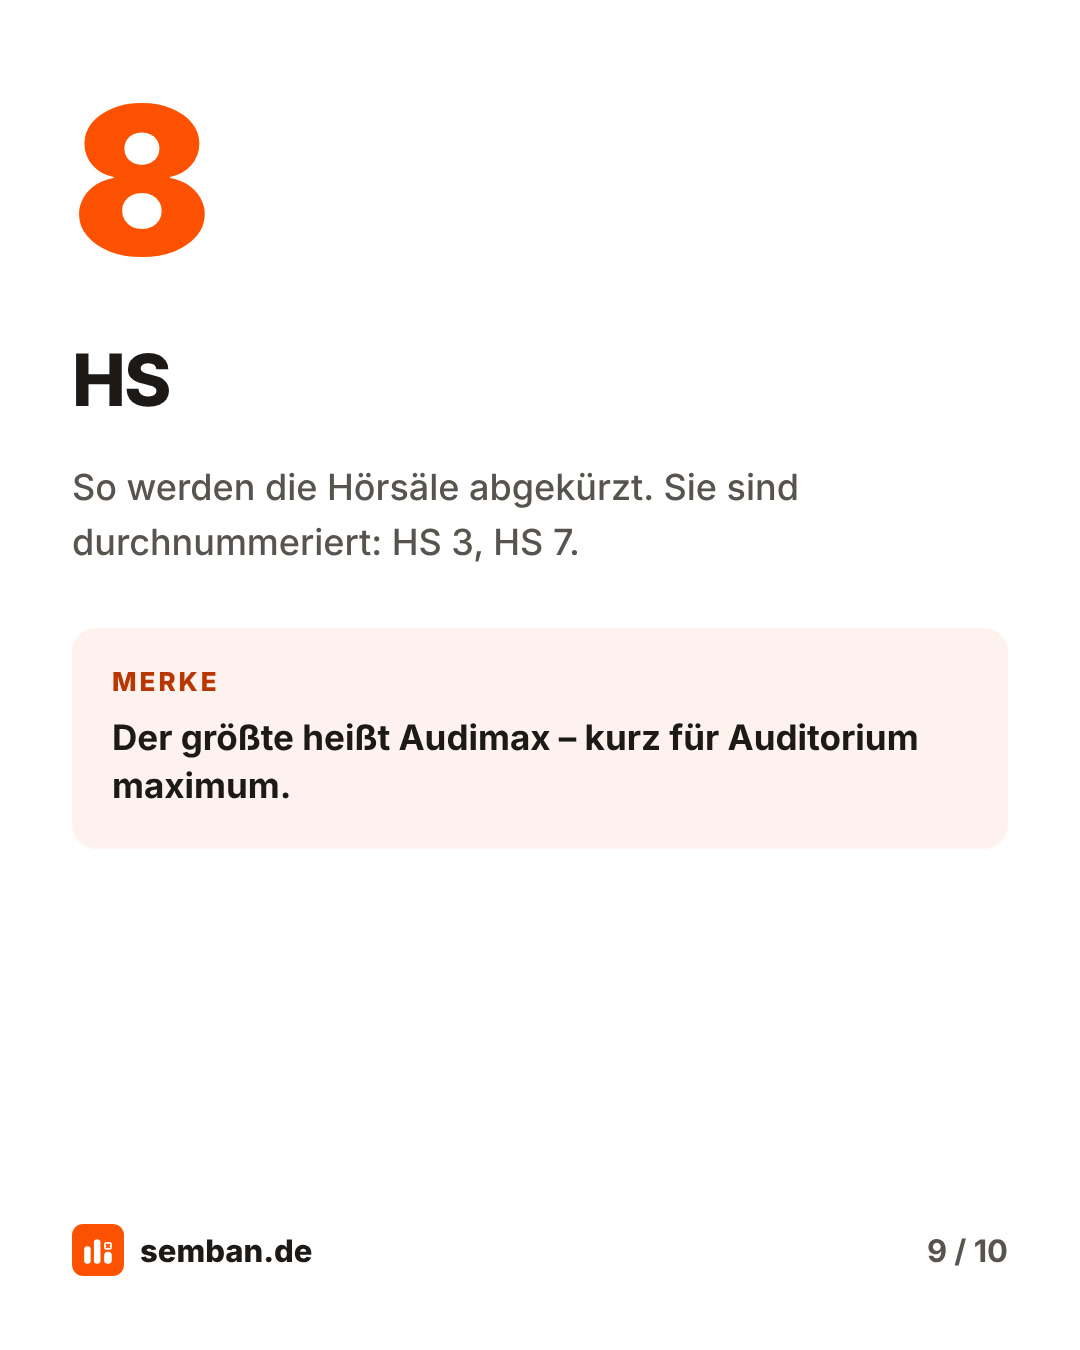 8
HS
So werden die Hörsäle abgekürzt. Sie sind
durchnummeriert: HS 3, HS 7.
MERKE
Der größte heißt Audimax – kurz für Auditorium
maximum.
semban.de
9 / 10